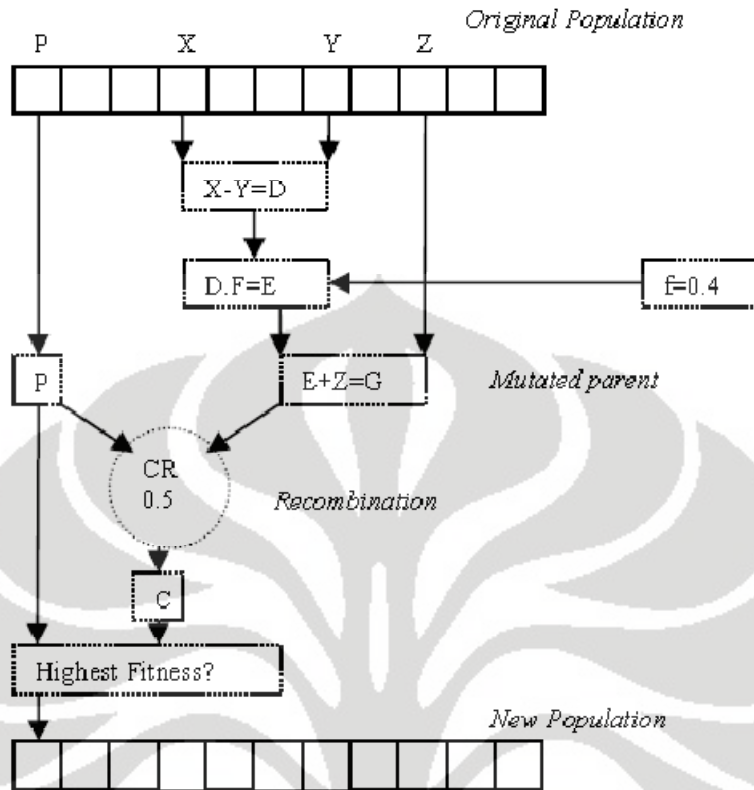 Original Population
P X Y Z
X-Y=D
D.F=E
f=0.4
P
E+Z=G
Mutated parent
CR
0.5
Recombination
C
Highest Fitness?
New Population